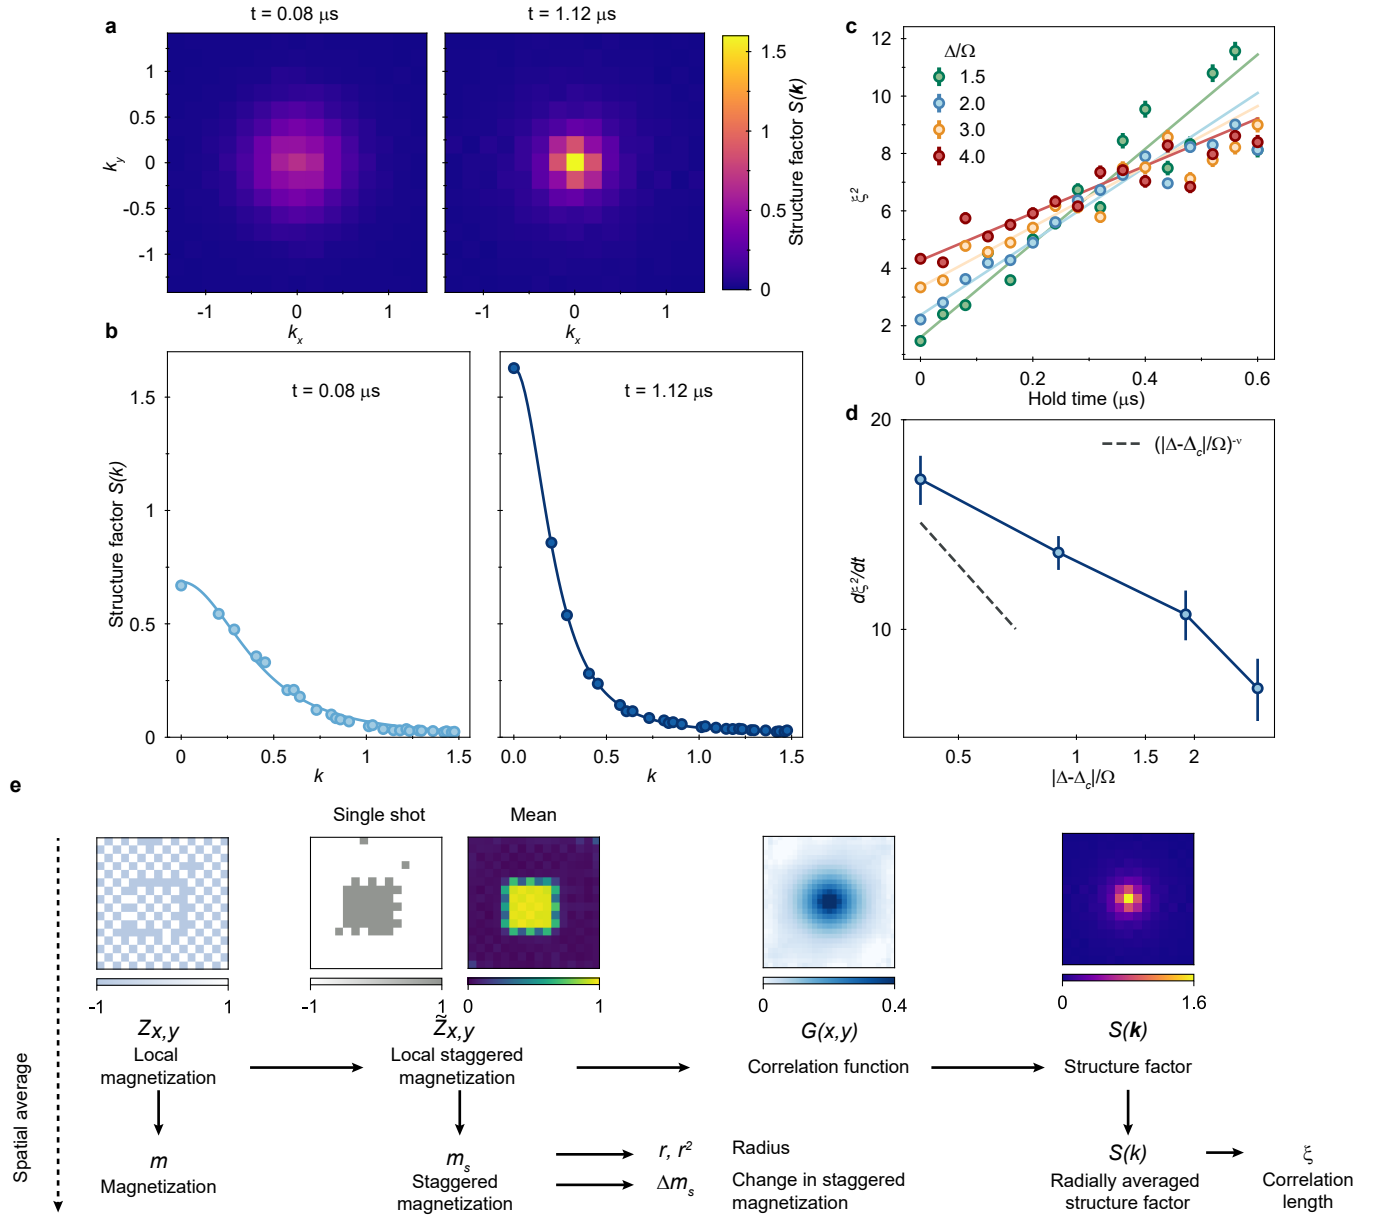 a
t = 0.08 μs
t = 1.12 μs
k_y
1
0.5
0
-0.5
-1
-1
0
1
k_x
-1
0
1
k_x
1.5
1
0.5
0
Structure factor S(k)
b
t = 0.08 μs
t = 1.12 μs
Structure factor S(k)
1.5
1
0.5
0
0
0.5
1.0
1.5
k
0.0
0.5
1.0
1.5
k
c
Δ/Ω
1.5
2.0
3.0
4.0
ξ²
12
10
8
6
4
2
0
0.2
0.4
0.6
Hold time (μs)
d
(|Δ-Δ_c|/Ω)^-ν
dξ²/dt
20
10
0.5
1
1.5
2
|Δ-Δ_c|/Ω
e
Spatial average
Single shot
Mean
-1
1
-1
1
0
1
0
0.4
0
1.6
Z_x,y
Local
magnetization
Z̃_x,y
Local staggered
magnetization
G(x,y)
Correlation function
S(k)
Structure factor
m
Magnetization
m_s
Staggered
magnetization
r, r²
Radius
Δm_s
Change in staggered
magnetization
S(k)
Radially averaged
structure factor
ξ
Correlation
length